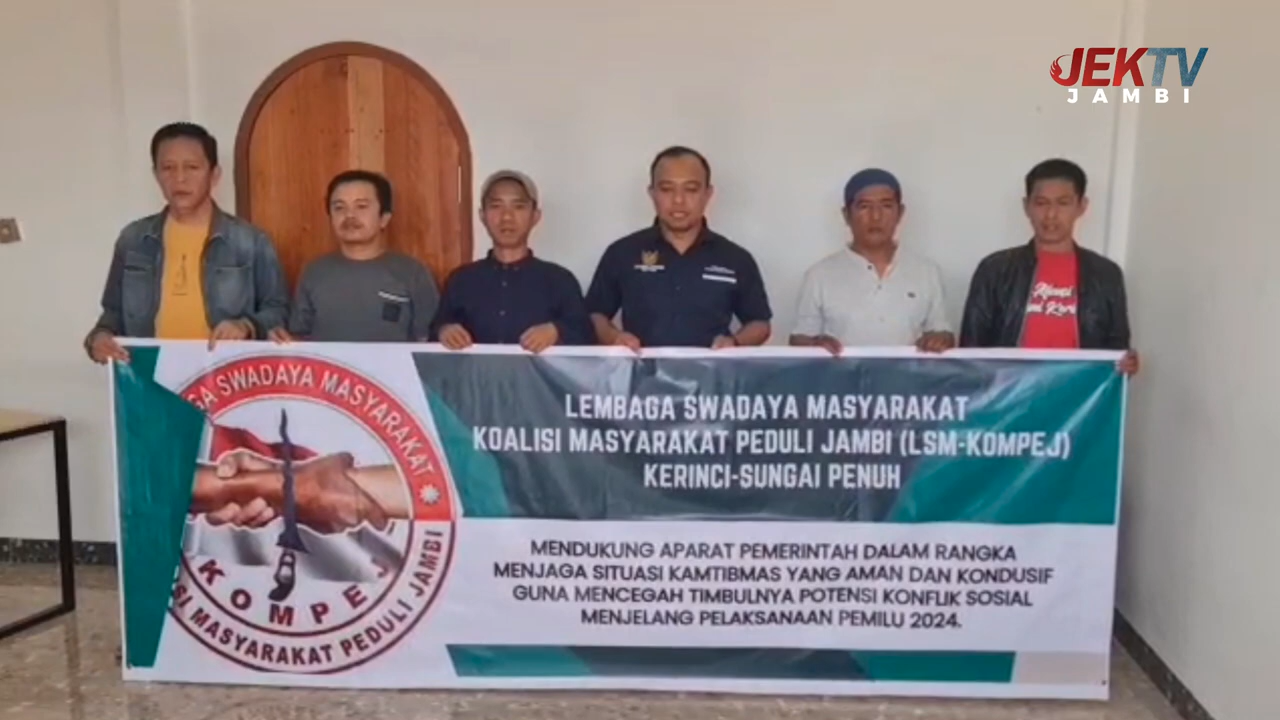 JEKTV
JAMBI
LEMBAGA SWADAYA MASYARAKAT
KOALISI MASYARAKAT PEDULI JAMBI (LSM-KOMPEJ)
KERINCI-SUNGAI PENUH
MENDUKUNG APARAT PEMERINTAH DALAM RANGKA
MENJAGA SITUASI KAMTIBMAS YANG AMAN DAN KONDUSIF
GUNA MENCEGAH TIMBULNYA POTENSI KONFLIK SOSIAL
MENJELANG PELAKSANAAN PEMILU 2024.
SWADAYA MASYARAKAT
KOMPEJ
MASYARAKAT PEDULI JAMBI